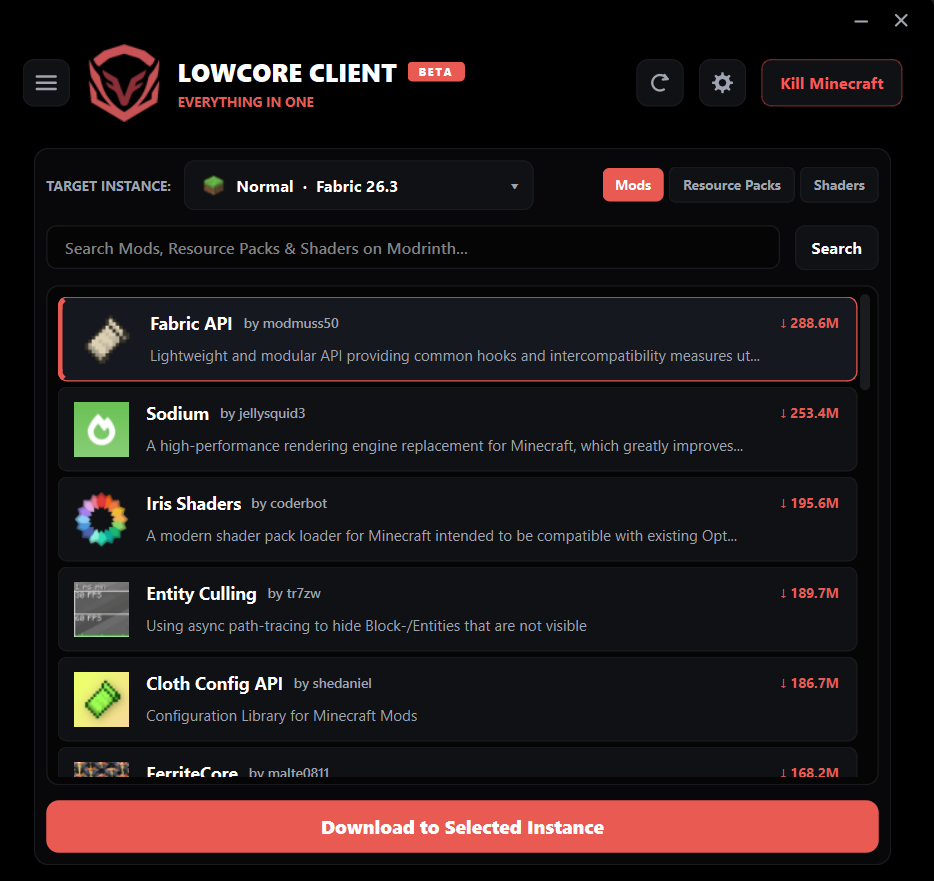 LOWCORE CLIENT BETA
EVERYTHING IN ONE
Kill Minecraft
TARGET INSTANCE: Normal · Fabric 26.3 ▾
Mods Resource Packs Shaders
Search Mods, Resource Packs & Shaders on Modrinth...
Search
Fabric API by modmuss50 ↓ 288.6M
Lightweight and modular API providing common hooks and intercompatibility measures ut...
Sodium by jellysquid3 ↓ 253.4M
A high-performance rendering engine replacement for Minecraft, which greatly improves...
Iris Shaders by coderbot ↓ 195.6M
A modern shader pack loader for Minecraft intended to be compatible with existing Opt...
Entity Culling by tr7zw ↓ 189.7M
Using async path-tracing to hide Block-/Entities that are not visible
Cloth Config API by shedaniel ↓ 186.7M
Configuration Library for Minecraft Mods
FerriteCore by malte0811 ↓ 168.2M
Download to Selected Instance